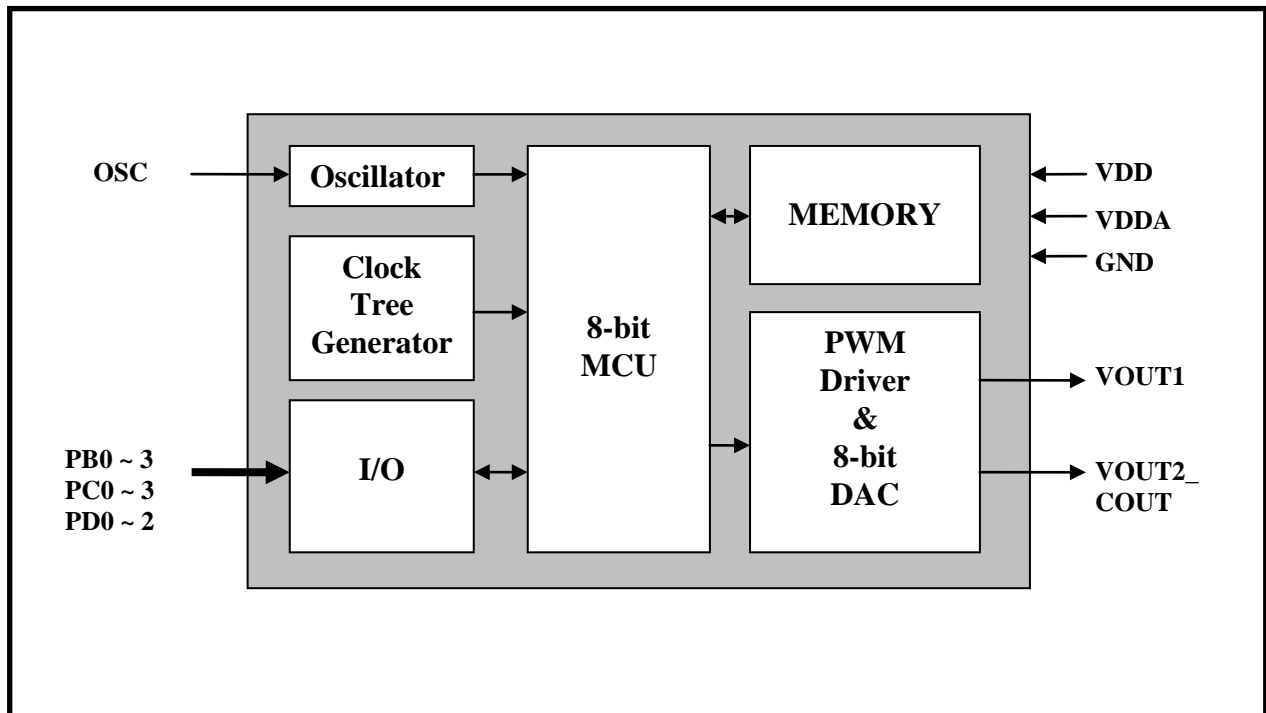 OSC
Oscillator
Clock
Tree
Generator
I/O
PB0 ~ 3
PC0 ~ 3
PD0 ~ 2
8-bit
MCU
MEMORY
PWM
Driver
&
8-bit
DAC
VDD
VDDA
GND
VOUT1
VOUT2_
COUT